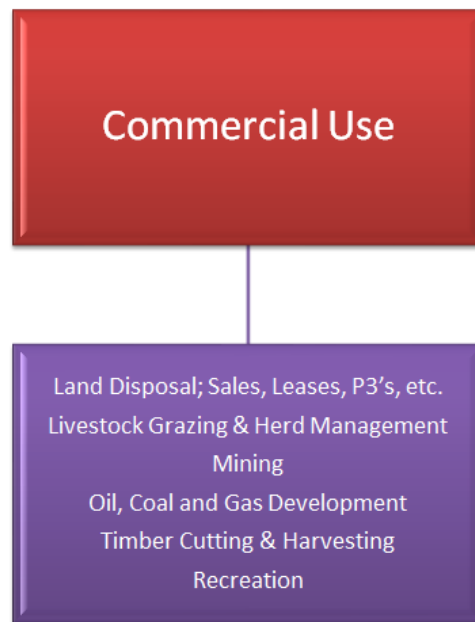 Commercial Use
Land Disposal; Sales, Leases, P3's, etc.
Livestock Grazing & Herd Management
Mining
Oil, Coal and Gas Development
Timber Cutting & Harvesting
Recreation